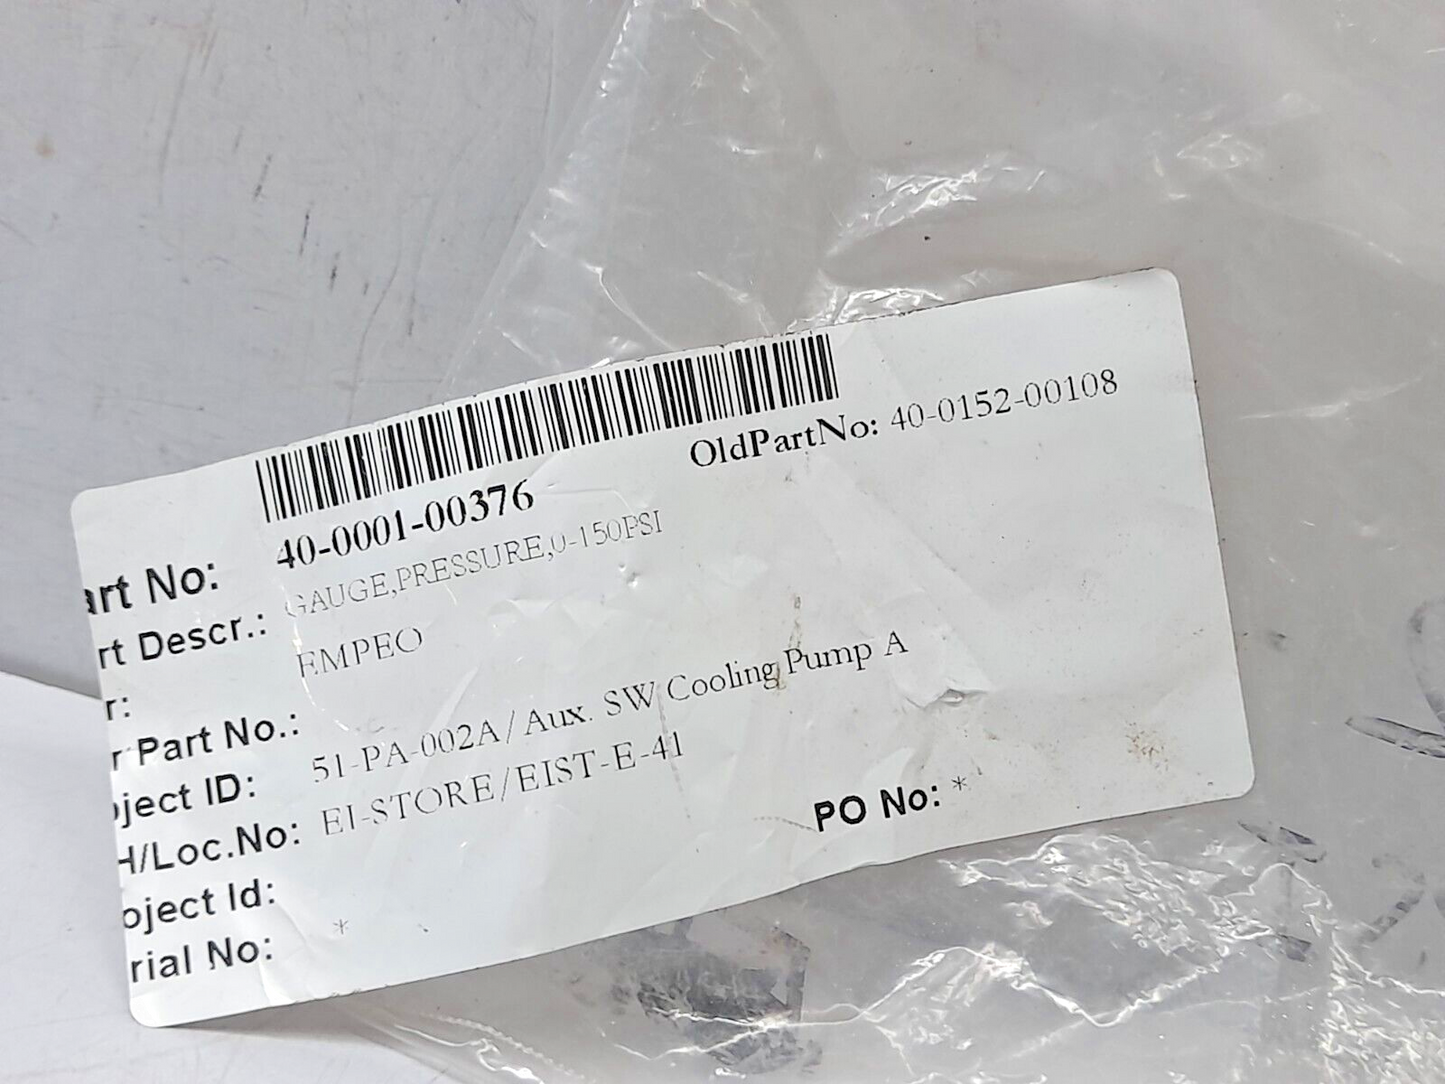 art No: 40-0001-00376 OldPartNo: 40-0152-00108
rt Descr.: GAUGE,PRESSURE,0-150PSI
r: EMPEO
r Part No.:
oject ID: 51-PA-002A/Aux. SW Cooling Pump A
H/Loc.No: EI-STORE/EIST-E-41
oject Id: PO No: *
rial No: *